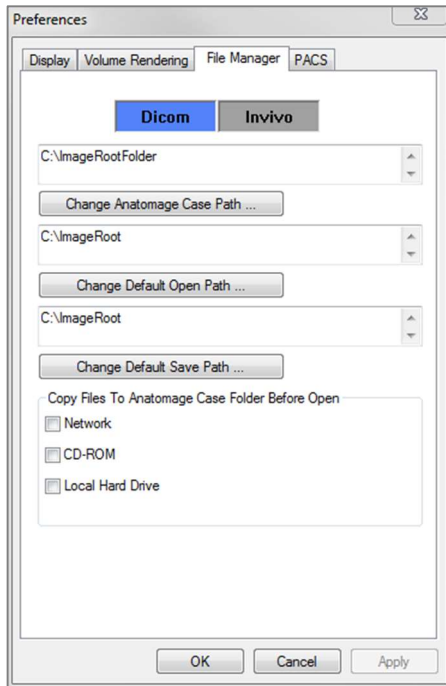 Preferences
Display Volume Rendering File Manager PACS
Dicom Invivo
C:\ImageRootFolder
Change Anatomage Case Path ...
C:\ImageRoot
Change Default Open Path ...
C:\ImageRoot
Change Default Save Path ...
Copy Files To Anatomage Case Folder Before Open
Network
CD-ROM
Local Hard Drive
OK Cancel Apply